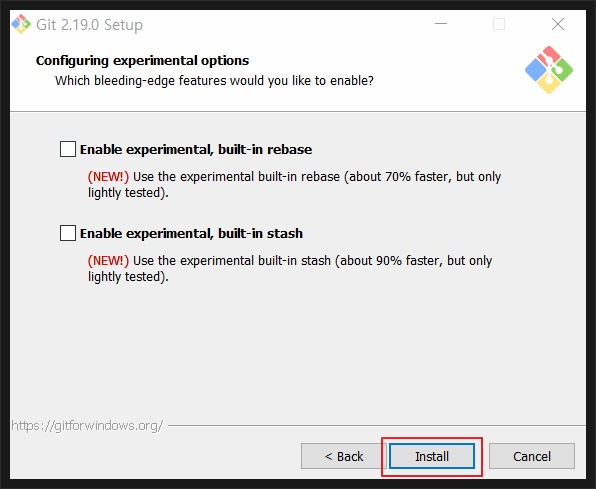 Git 2.19.0 Setup
Configuring experimental options
Which bleeding-edge features would you like to enable?
Enable experimental, built-in rebase
(NEW!) Use the experimental built-in rebase (about 70% faster, but only
lightly tested).
Enable experimental, built-in stash
(NEW!) Use the experimental built-in stash (about 90% faster, but only
lightly tested).
https://gitforwindows.org/
< Back
Install
Cancel